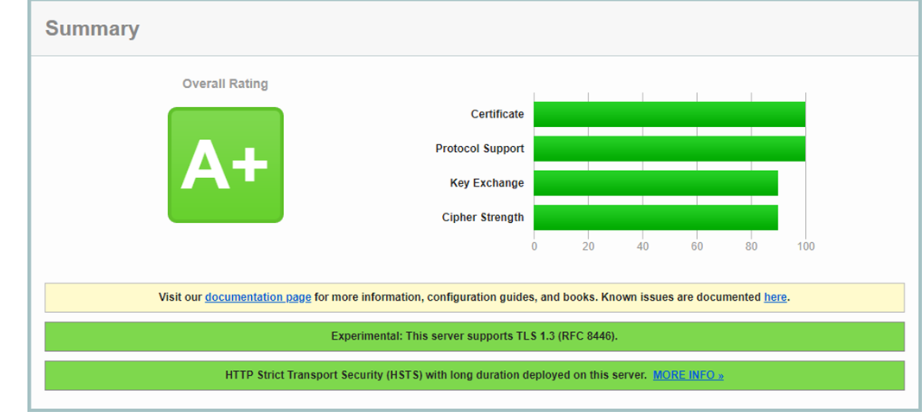 Summary
Overall Rating
A+
Certificate
Protocol Support
Key Exchange
Cipher Strength
0 20 40 60 80 100
Visit our documentation page for more information, configuration guides, and books. Known issues are documented here.
Experimental: This server supports TLS 1.3 (RFC 8446).
HTTP Strict Transport Security (HSTS) with long duration deployed on this server. MORE INFO »